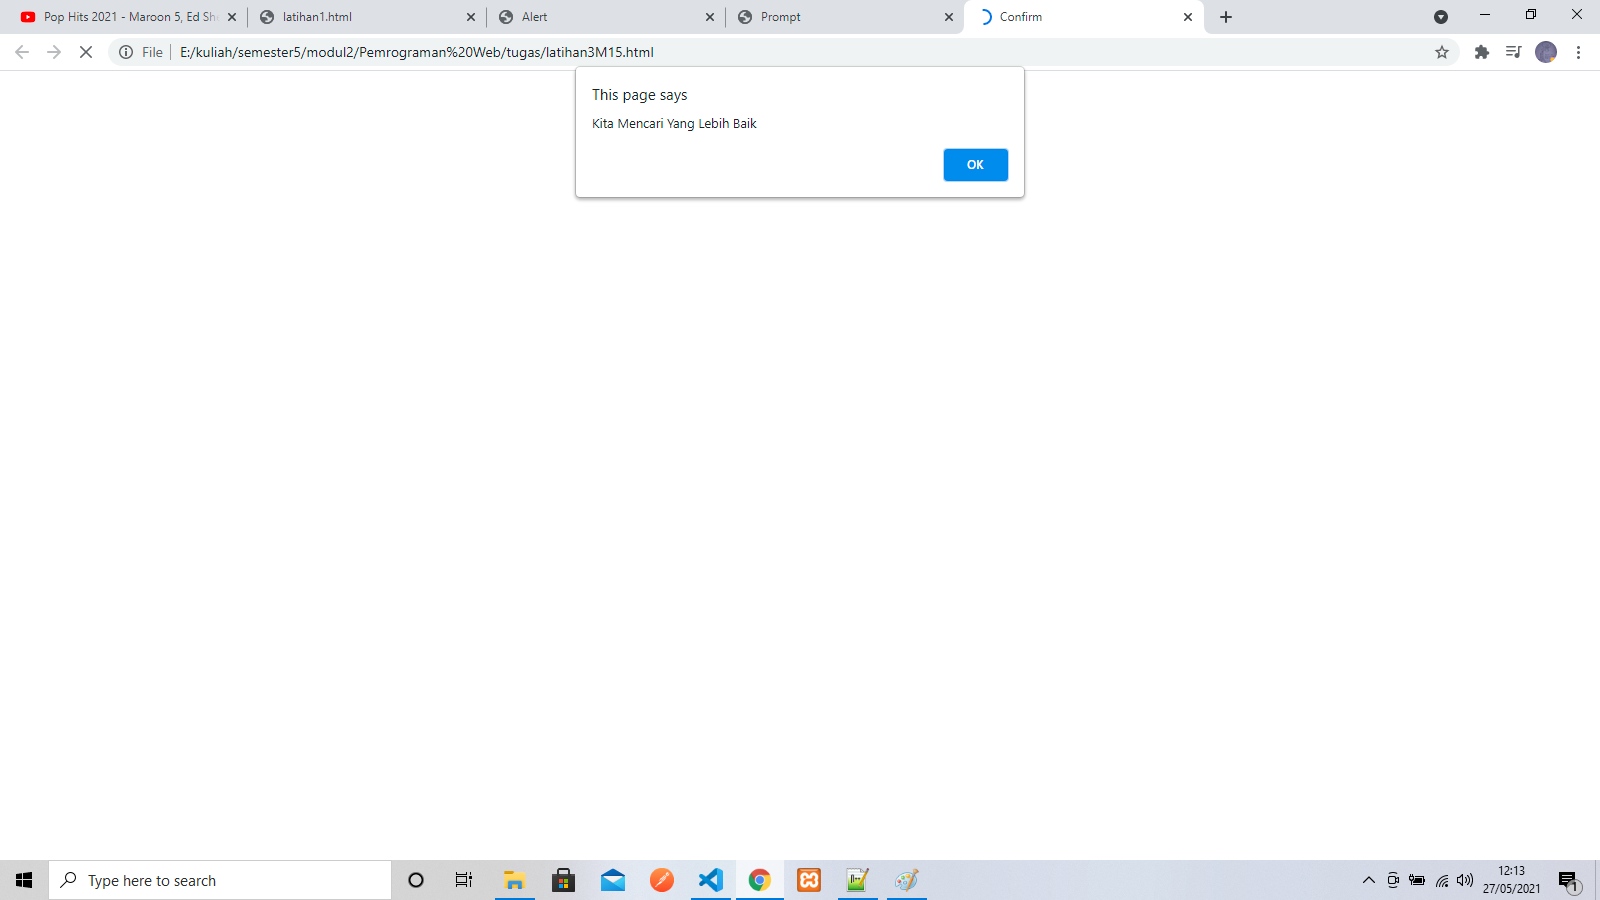 Pop Hits 2021 - Maroon 5, Ed Sh
latihan1.html
Alert
Prompt
Confirm
File
E:/kuliah/semester5/modul2/Pemrograman%20Web/tugas/latihan3M15.html
This page says
Kita Mencari Yang Lebih Baik
OK
Type here to search
12:13
27/05/2021
1